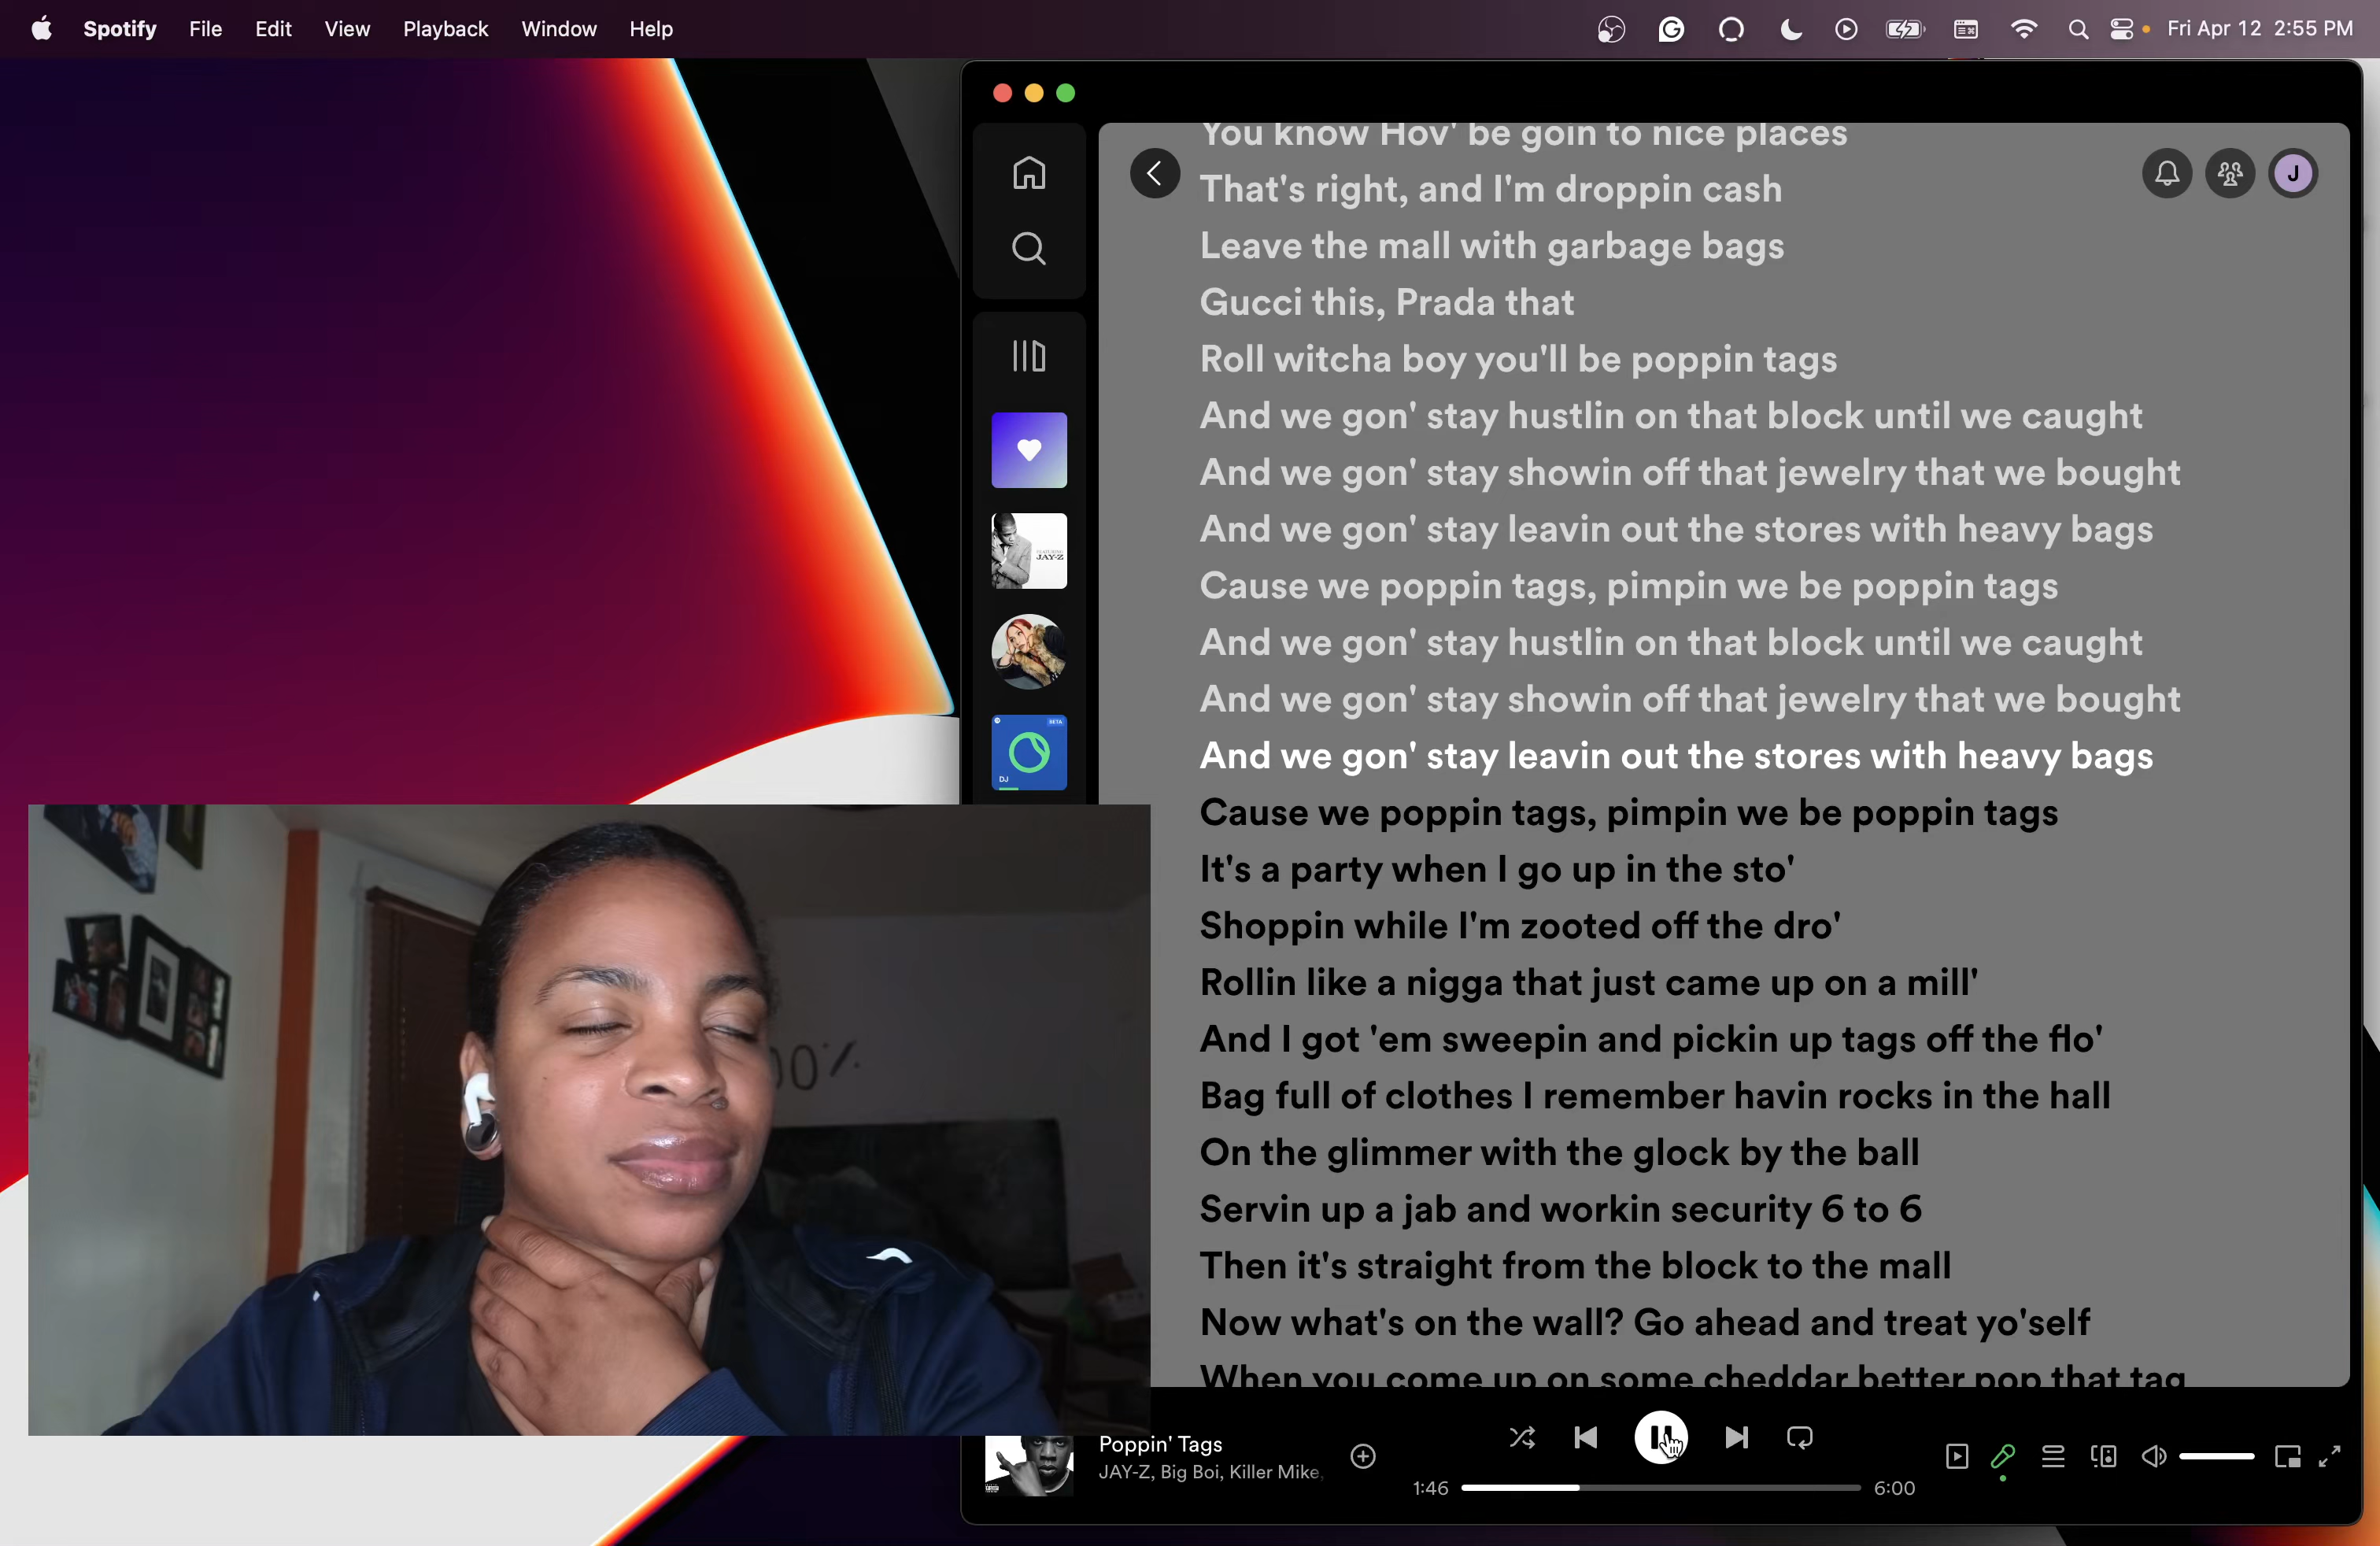 Spotify File Edit View Playback Window Help Fri Apr 12 2:55 PM
You know Hov' be goin to nice places
That's right, and I'm droppin cash
J
Leave the mall with garbage bags
Gucci this, Prada that
Roll witcha boy you'll be poppin tags
And we gon' stay hustlin on that block until we caught
And we gon' stay showin off that jewelry that we bought
And we gon' stay leavin out the stores with heavy bags
JAY-Z
Cause we poppin tags, pimpin we be poppin tags
And we gon' stay hustlin on that block until we caught
And we gon' stay showin off that jewelry that we bought
BETA
And we gon' stay leavin out the stores with heavy bags
DJ
Cause we poppin tags, pimpin we be poppin tags
It's a party when I go up in the sto'
Shoppin while I'm zooted off the dro'
Rollin like a nigga that just came up on a mill'
And I got 'em sweepin and pickin up tags off the flo'
00%
Bag full of clothes I remember havin rocks in the hall
On the glimmer with the glock by the ball
Servin up a jab and workin security 6 to 6
Then it's straight from the block to the mall
Now what's on the wall? Go ahead and treat yo'self
When you come up on some cheddar better pop that tag
Poppin' Tags
JAY-Z, Big Boi, Killer Mike,
1:46 6:00